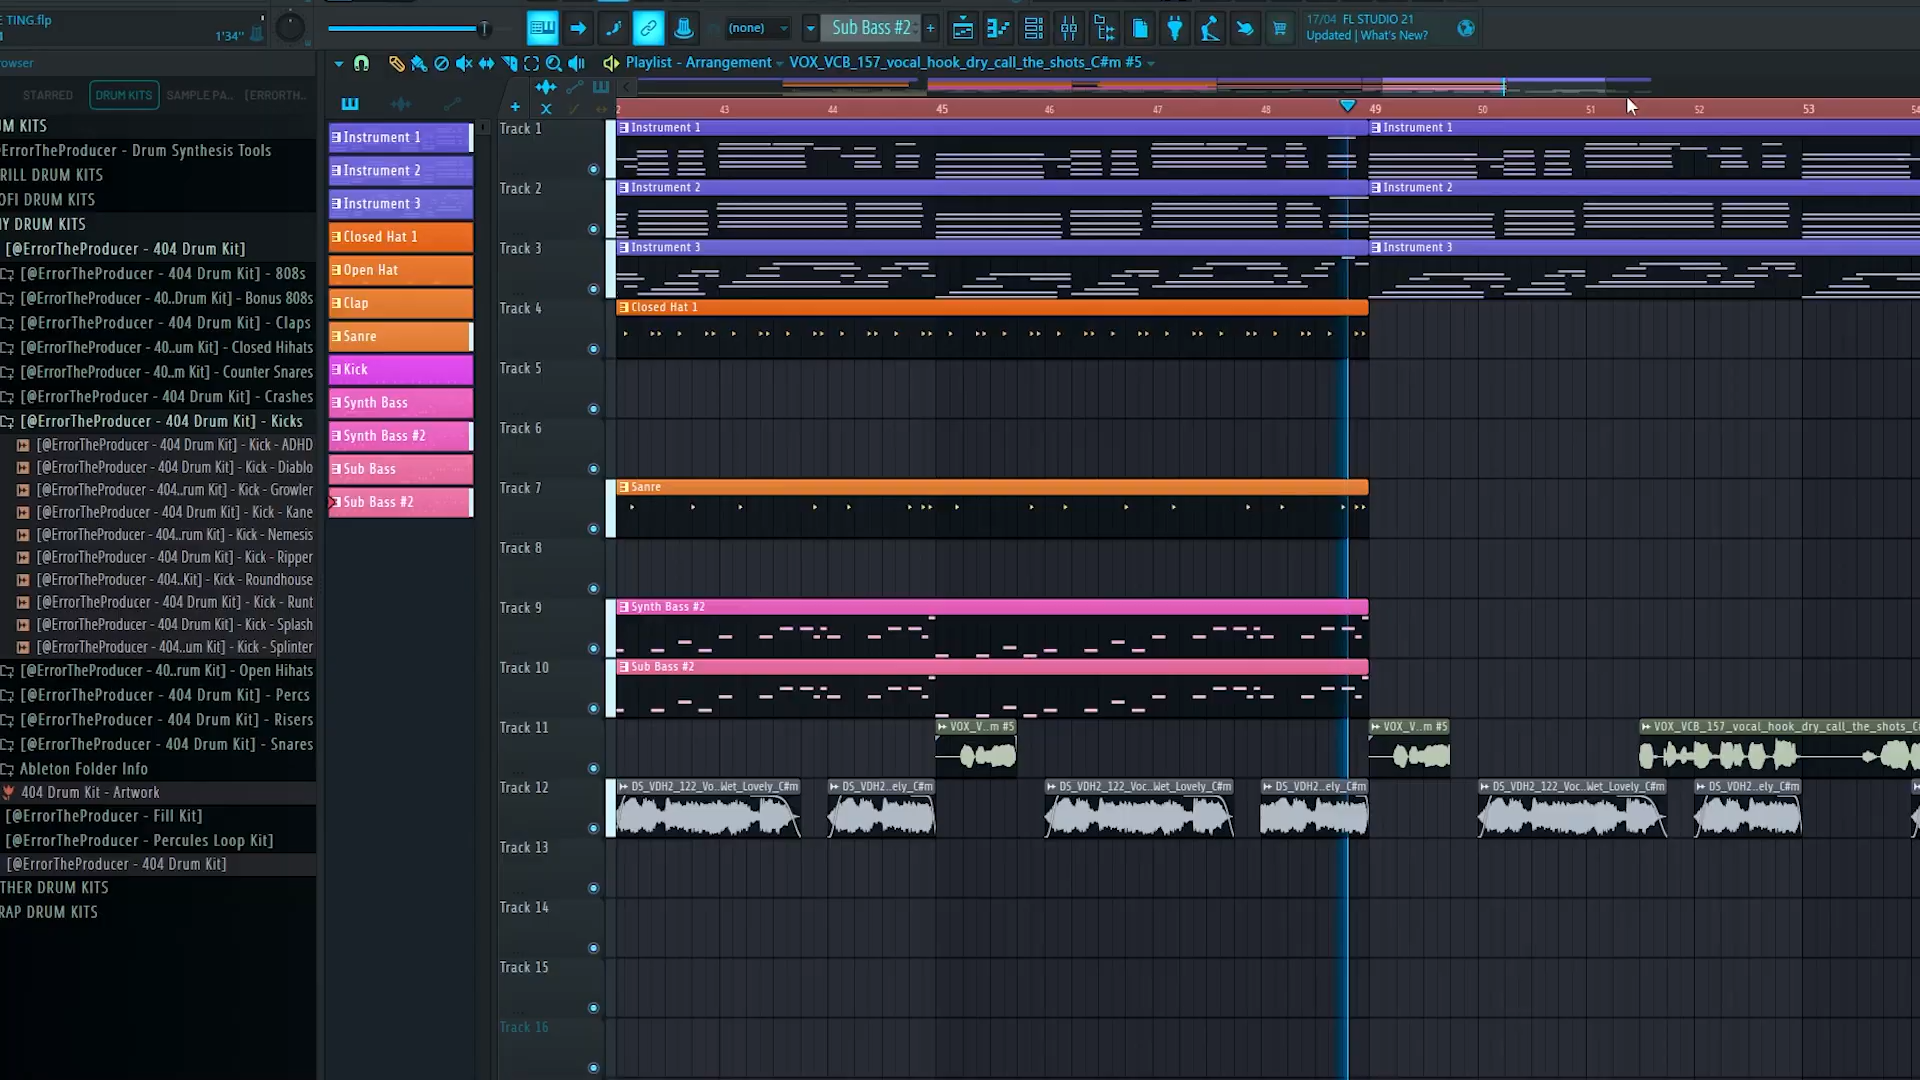 E TING.flp
1'34"
(none)
Sub Bass #2
17/04 FL STUDIO 21
Updated | What's New?
owser
Playlist - Arrangement
VOX_VCB_157_vocal_hook_dry_call_the_shots_C#m #5
STARRED
DRUM KITS
SAMPLE PA..
(ERRORTH..
UM KITS
@ErrorTheProducer - Drum Synthesis Tools
RILL DRUM KITS
OFI DRUM KITS
MY DRUM KITS
[@ErrorTheProducer - 404 Drum Kit]
[@ErrorTheProducer - 404 Drum Kit] - 808s
[@ErrorTheProducer - 40..Drum Kit] - Bonus 808s
[@ErrorTheProducer - 404 Drum Kit] - Claps
[@ErrorTheProducer - 40..um Kit] - Closed Hihats
[@ErrorTheProducer - 40..m Kit] - Counter Snares
[@ErrorTheProducer - 404 Drum Kit] - Crashes
[@ErrorTheProducer - 404 Drum Kit] - Kicks
[@ErrorTheProducer - 404 Drum Kit] - Kick - ADHD
[@ErrorTheProducer - 404 Drum Kit] - Kick - Diablo
[@ErrorTheProducer - 404..rum Kit] - Kick - Growler
[@ErrorTheProducer - 404 Drum Kit] - Kick - Kane
[@ErrorTheProducer - 404..rum Kit] - Kick - Nemesis
[@ErrorTheProducer - 404 Drum Kit] - Kick - Ripper
[@ErrorTheProducer - 404..Kit] - Kick - Roundhouse
[@ErrorTheProducer - 404 Drum Kit] - Kick - Runt
[@ErrorTheProducer - 404 Drum Kit] - Kick - Splash
[@ErrorTheProducer - 404..um Kit] - Kick - Splinter
[@ErrorTheProducer - 40..rum Kit] - Open Hihats
[@ErrorTheProducer - 404 Drum Kit] - Percs
[@ErrorTheProducer - 404 Drum Kit] - Risers
[@ErrorTheProducer - 404 Drum Kit] - Snares
Ableton Folder Info
404 Drum Kit - Artwork
[@ErrorTheProducer - Fill Kit]
[@ErrorTheProducer - Percules Loop Kit]
[@ErrorTheProducer - 404 Drum Kit]
THER DRUM KITS
RAP DRUM KITS
Instrument 1
Instrument 2
Instrument 3
Closed Hat 1
Open Hat
Clap
Sanre
Kick
Synth Bass
Synth Bass #2
Sub Bass
Sub Bass #2
2 43 44 45 46 47 48 49 50 51 52 53 54
Track 1
Instrument 1
Instrument 1
Track 2
Instrument 2
Instrument 2
Track 3
Instrument 3
Instrument 3
Track 4
Closed Hat 1
Track 5
Track 6
Track 7
Sanre
Track 8
Track 9
Synth Bass #2
Track 10
Sub Bass #2
Track 11
VOX_V..m #5
VOX_V..m #5
VOX_VCB_157_vocal_hook_dry_call_the_shots_C
Track 12
DS_VDH2_122_Vo..Wet_Lovely_C#m
DS_VDH2..ely_C#m
DS_VDH2_122_Voc..Wet_Lovely_C#m
DS_VDH2..ely_C#m
DS_VDH2_122_Voc..Wet_Lovely_C#m
DS_VDH2..ely_C#m
Track 13
Track 14
Track 15
Track 16